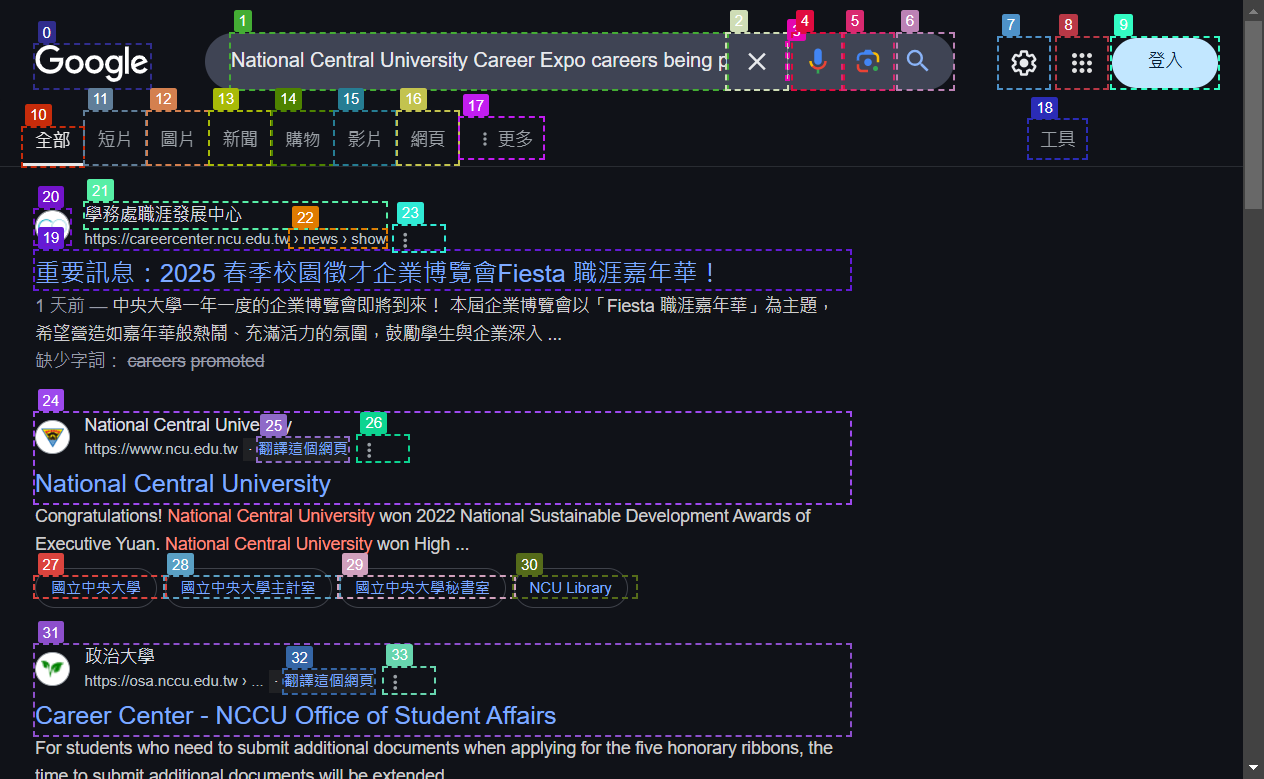 0 1 2 3 4 5 6 7 8 9
Google
National Central University Career Expo careers being p
登入
10 11 12 13 14 15 16 17 18
全部 短片 圖片 新聞 購物 影片 網頁 更多 工具
20 21 22 23
學務處職涯發展中心
19
https://careercenter.ncu.edu.tw › news › show
重要訊息：2025 春季校園徵才企業博覽會Fiesta 職涯嘉年華！
1 天前 — 中央大學一年一度的企業博覽會即將到來！ 本屆企業博覽會以「Fiesta 職涯嘉年華」為主題，
希望營造如嘉年華般熱鬧、充滿活力的氛圍，鼓勵學生與企業深入 ...
缺少字詞： careers promoted
24 25 26
National Central University
https://www.ncu.edu.tw · 翻譯這個網頁
National Central University
Congratulations! National Central University won 2022 National Sustainable Development Awards of
Executive Yuan. National Central University won High ...
27 28 29 30
國立中央大學 國立中央大學主計室 國立中央大學秘書室 NCU Library
31 32 33
政治大學
https://osa.nccu.edu.tw › ... · 翻譯這個網頁
Career Center - NCCU Office of Student Affairs
For students who need to submit additional documents when applying for the five honorary ribbons, the
time to submit additional documents will be extended